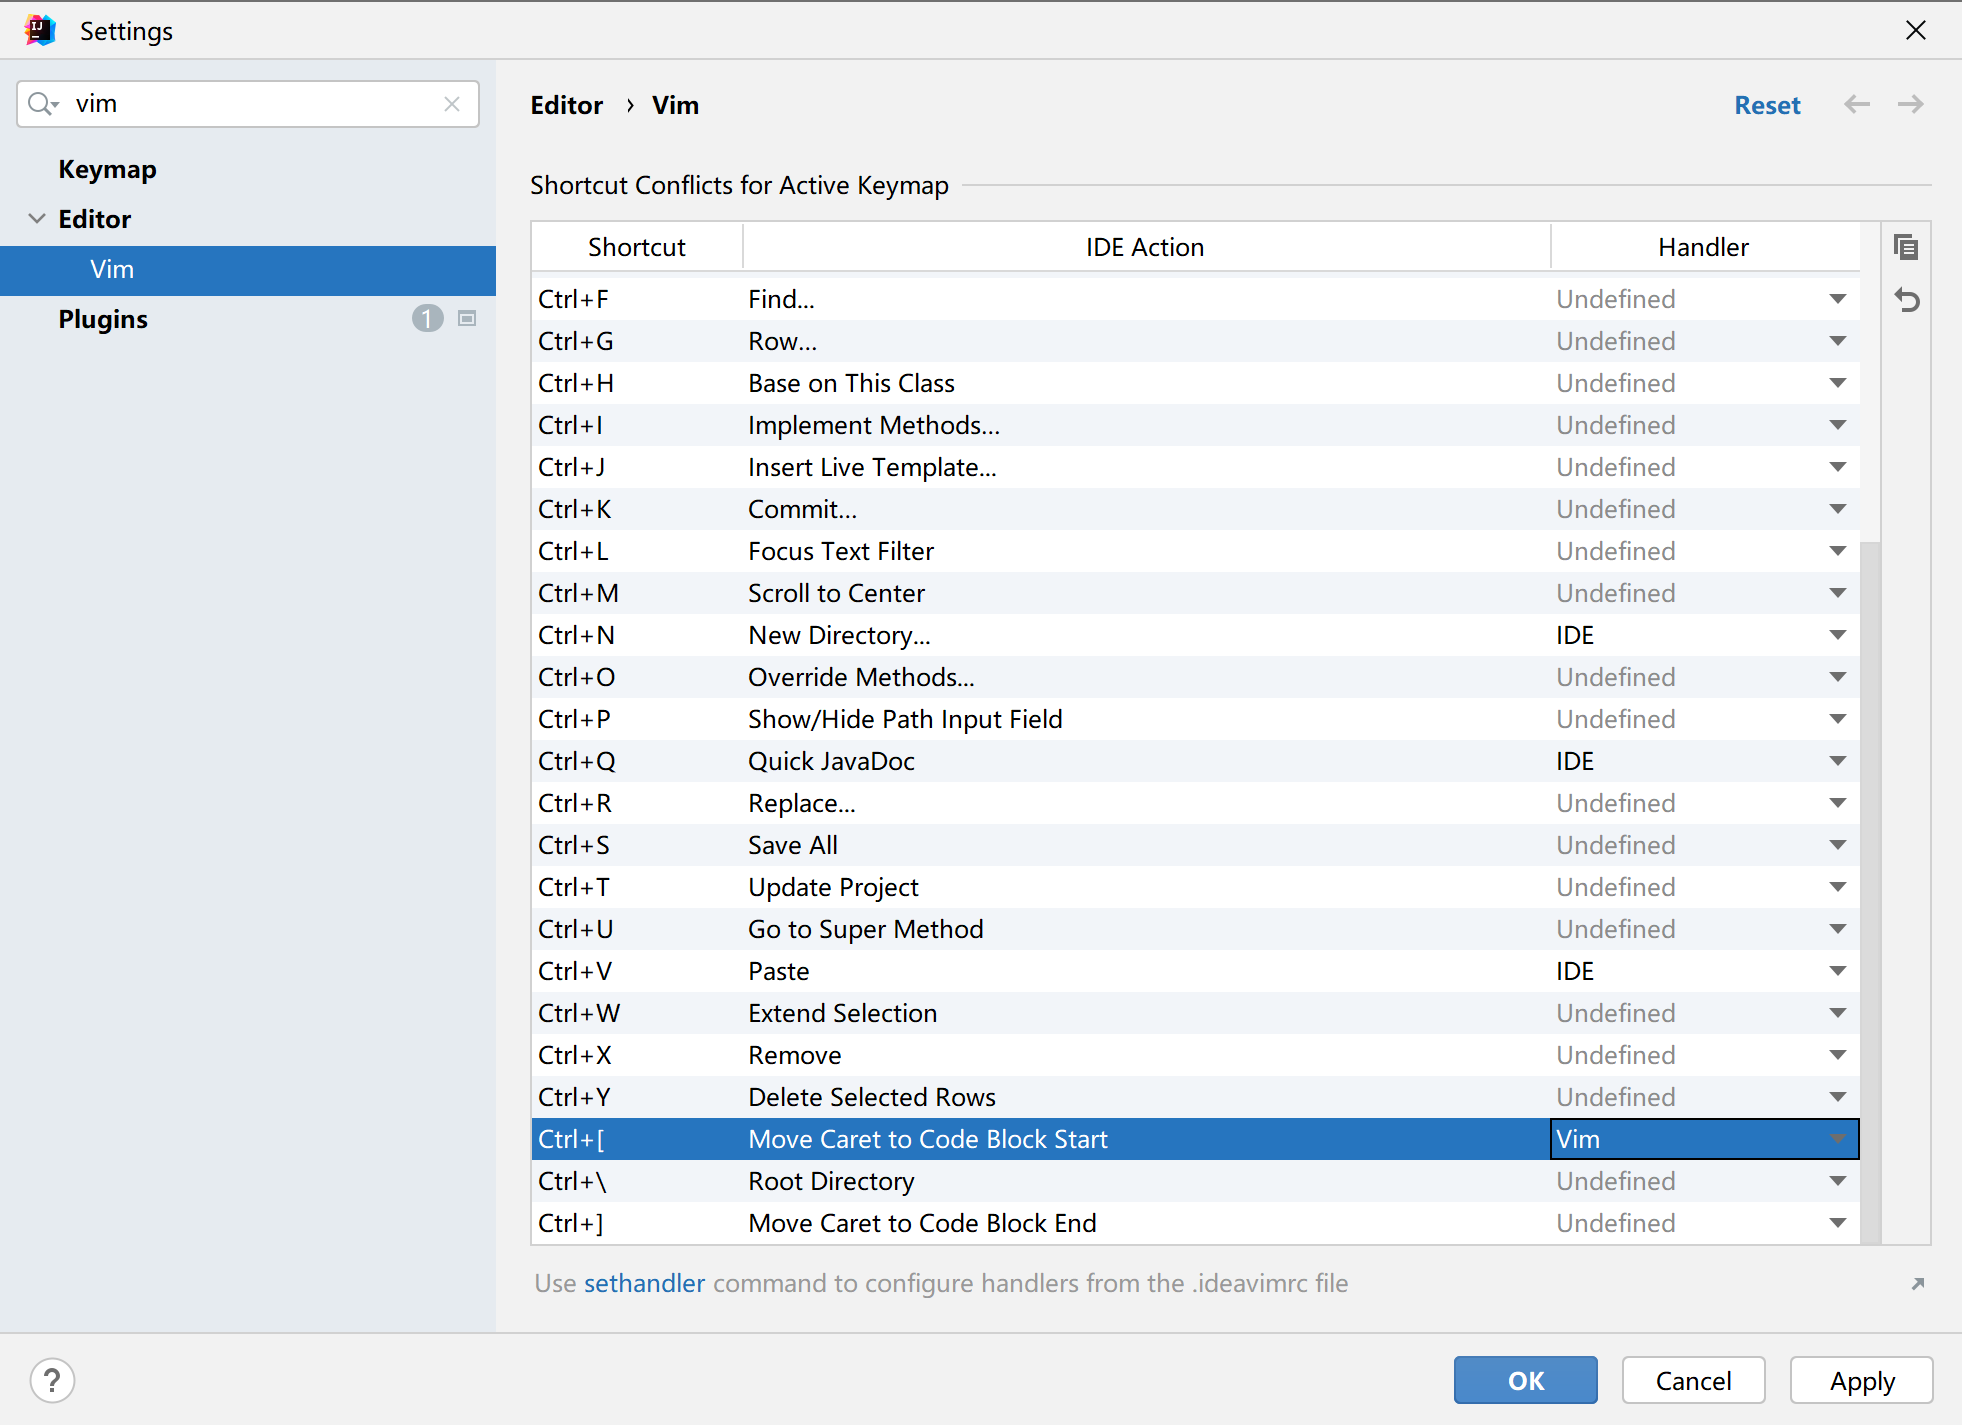 Settings
vim
Keymap
Editor
Vim
Plugins 1
Editor › Vim
Reset
Shortcut Conflicts for Active Keymap
Shortcut IDE Action Handler
Ctrl+F Find... Undefined
Ctrl+G Row... Undefined
Ctrl+H Base on This Class Undefined
Ctrl+I Implement Methods... Undefined
Ctrl+J Insert Live Template... Undefined
Ctrl+K Commit... Undefined
Ctrl+L Focus Text Filter Undefined
Ctrl+M Scroll to Center Undefined
Ctrl+N New Directory... IDE
Ctrl+O Override Methods... Undefined
Ctrl+P Show/Hide Path Input Field Undefined
Ctrl+Q Quick JavaDoc IDE
Ctrl+R Replace... Undefined
Ctrl+S Save All Undefined
Ctrl+T Update Project Undefined
Ctrl+U Go to Super Method Undefined
Ctrl+V Paste IDE
Ctrl+W Extend Selection Undefined
Ctrl+X Remove Undefined
Ctrl+Y Delete Selected Rows Undefined
Ctrl+[ Move Caret to Code Block Start Vim
Ctrl+\ Root Directory Undefined
Ctrl+] Move Caret to Code Block End Undefined
Use sethandler command to configure handlers from the .ideavimrc file
? OK Cancel Apply